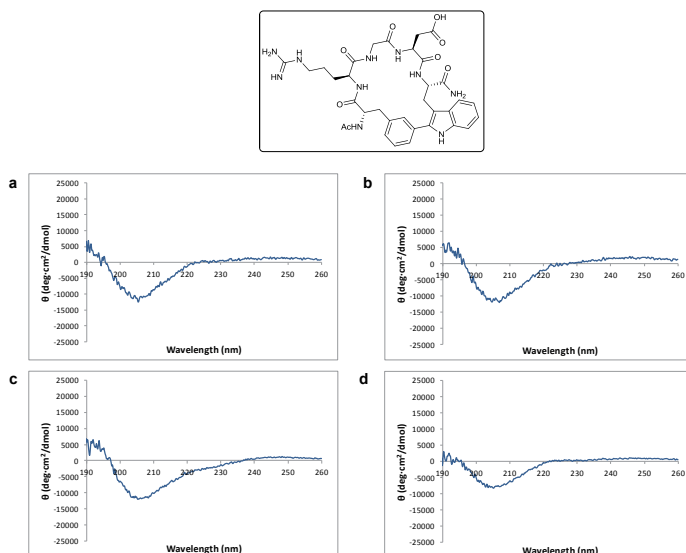 OH
O
O
H₂N
H
N
NH
O
NH
O
HN
O
O
NH
NH₂
O
NH
AcHN
N
H
a
25000
20000
15000
10000
5000
0
-5000
-10000
-15000
-20000
-25000
190
200
210
220
230
240
250
260
θ (deg·cm²/dmol)
Wavelength (nm)
b
25000
20000
15000
10000
5000
0
-5000
-10000
-15000
-20000
-25000
190
200
210
220
230
240
250
260
θ (deg·cm²/dmol)
Wavelength (nm)
c
25000
20000
15000
10000
5000
0
-5000
-10000
-15000
-20000
-25000
190
200
210
220
230
240
250
260
θ (deg·cm²/dmol)
Wavelength (nm)
d
25000
20000
15000
10000
5000
0
-5000
-10000
-15000
-20000
-25000
190
200
210
220
230
240
250
260
θ (deg·cm²/dmol)
Wavelength (nm)